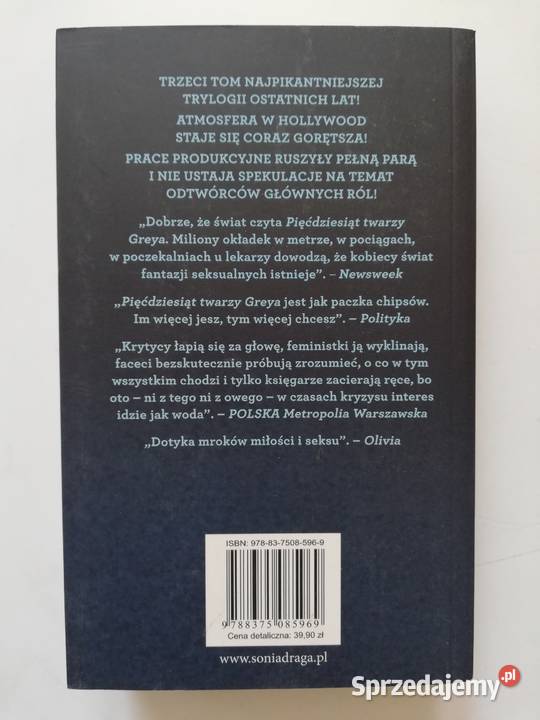 TRZECI TOM NAJPIKANTNIEJSZEJ
TRYLOGII OSTATNICH LAT!
ATMOSFERA W HOLLYWOOD
STAJE SIĘ CORAZ GORĘTSZA!
PRACE PRODUKCYJNE RUSZYŁY PEŁNĄ PARĄ
I NIE USTAJA SPEKULACJE NA TEMAT
ODTWÓRCÓW GŁÓWNYCH RÓL!
„Dobrze, że świat czyta Pięćdziesiąt twarzy
Greya. Miliony okładek w metrze, w pociągach,
w poczekalniach u lekarzy dowodzą, że kobiecy świat
fantazji seksualnych istnieje”. – Newsweek
„Pięćdziesiąt twarzy Greya jest jak paczka chipsów.
Im więcej jesz, tym więcej chcesz”. – Polityka
„Krytycy łapią się za głowę, feministki ją wyklinają,
faceci bezskutecznie próbują zrozumieć, o co w tym
wszystkim chodzi i tylko księgarze zacierają ręce, bo
oto – ni z tego ni z owego – w czasach kryzysu interes
idzie jak woda”. – POLSKA Metropolia Warszawska
„Dotyka mroków miłości i seksu”. – Olivia
ISBN: 978-83-7508-596-9
9 788375 085969
Cena detaliczna: 39,90 zł
www.soniadraga.pl
Sprzedajemy.pl